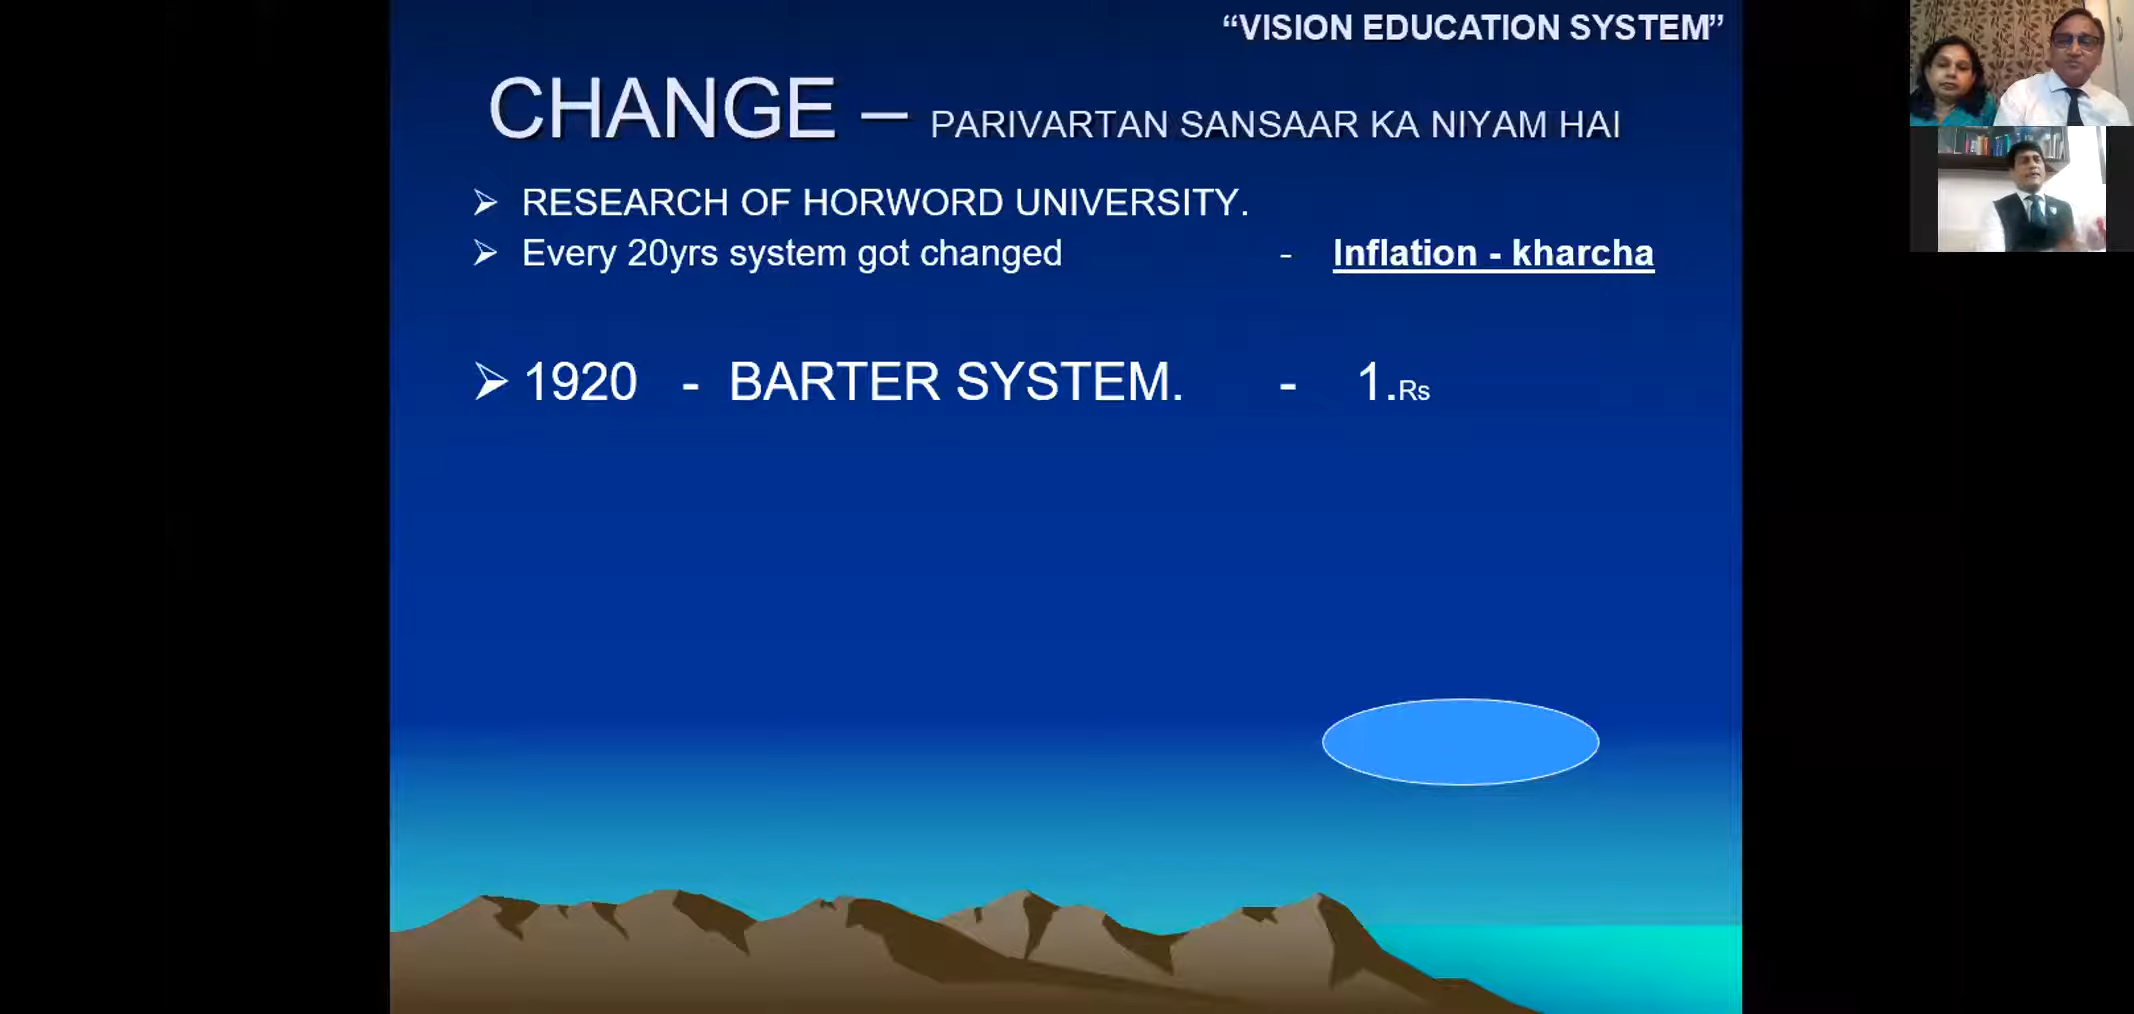 “VISION EDUCATION SYSTEM”
CHANGE – PARIVARTAN SANSAAR KA NIYAM HAI
RESEARCH OF HORWORD UNIVERSITY.
Every 20yrs system got changed - Inflation - kharcha
1920 - BARTER SYSTEM. - 1.Rs